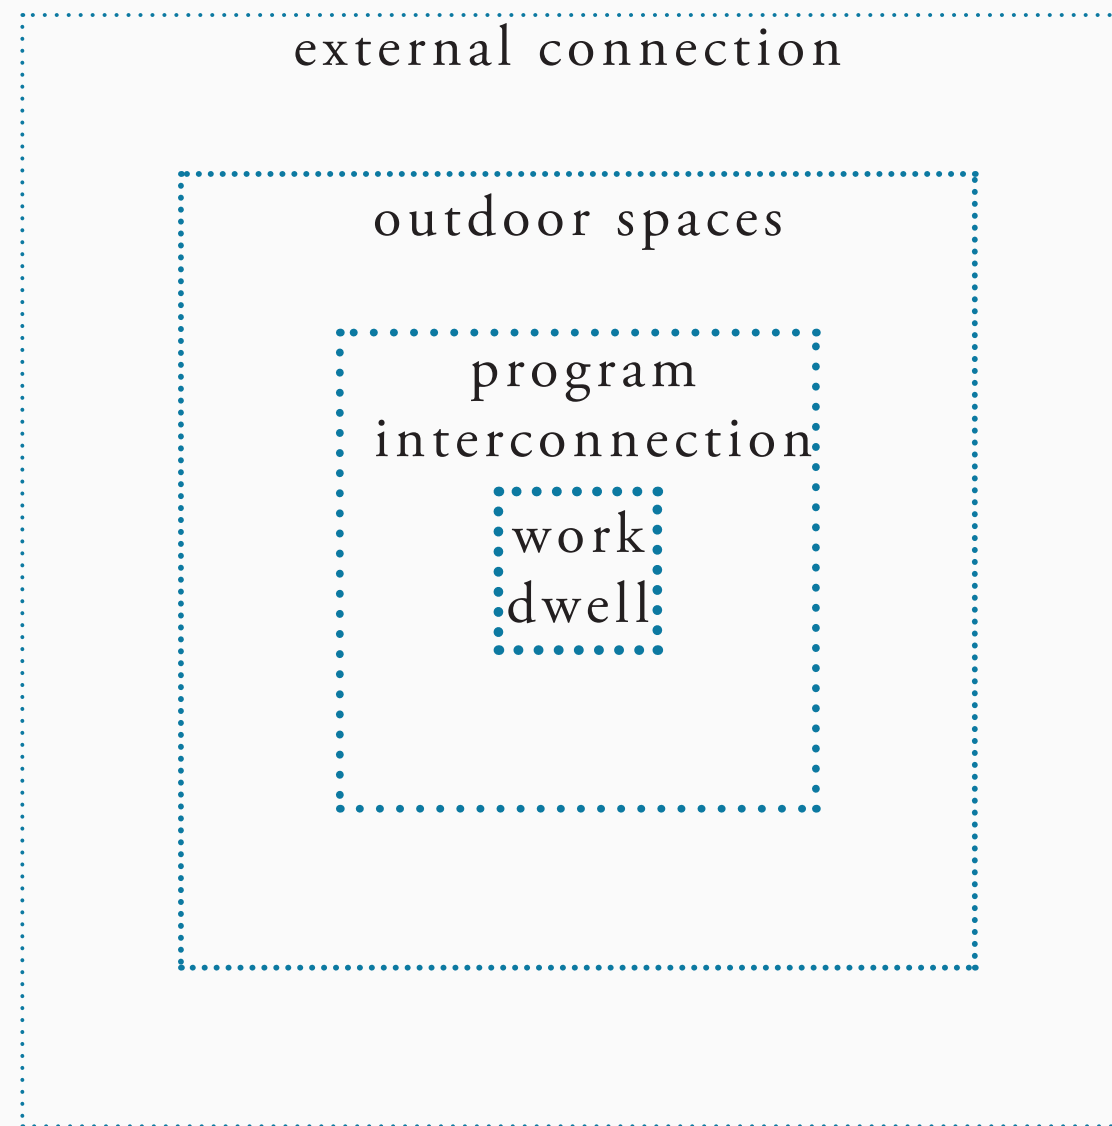 external connection
outdoor spaces
program
interconnection
work
dwell